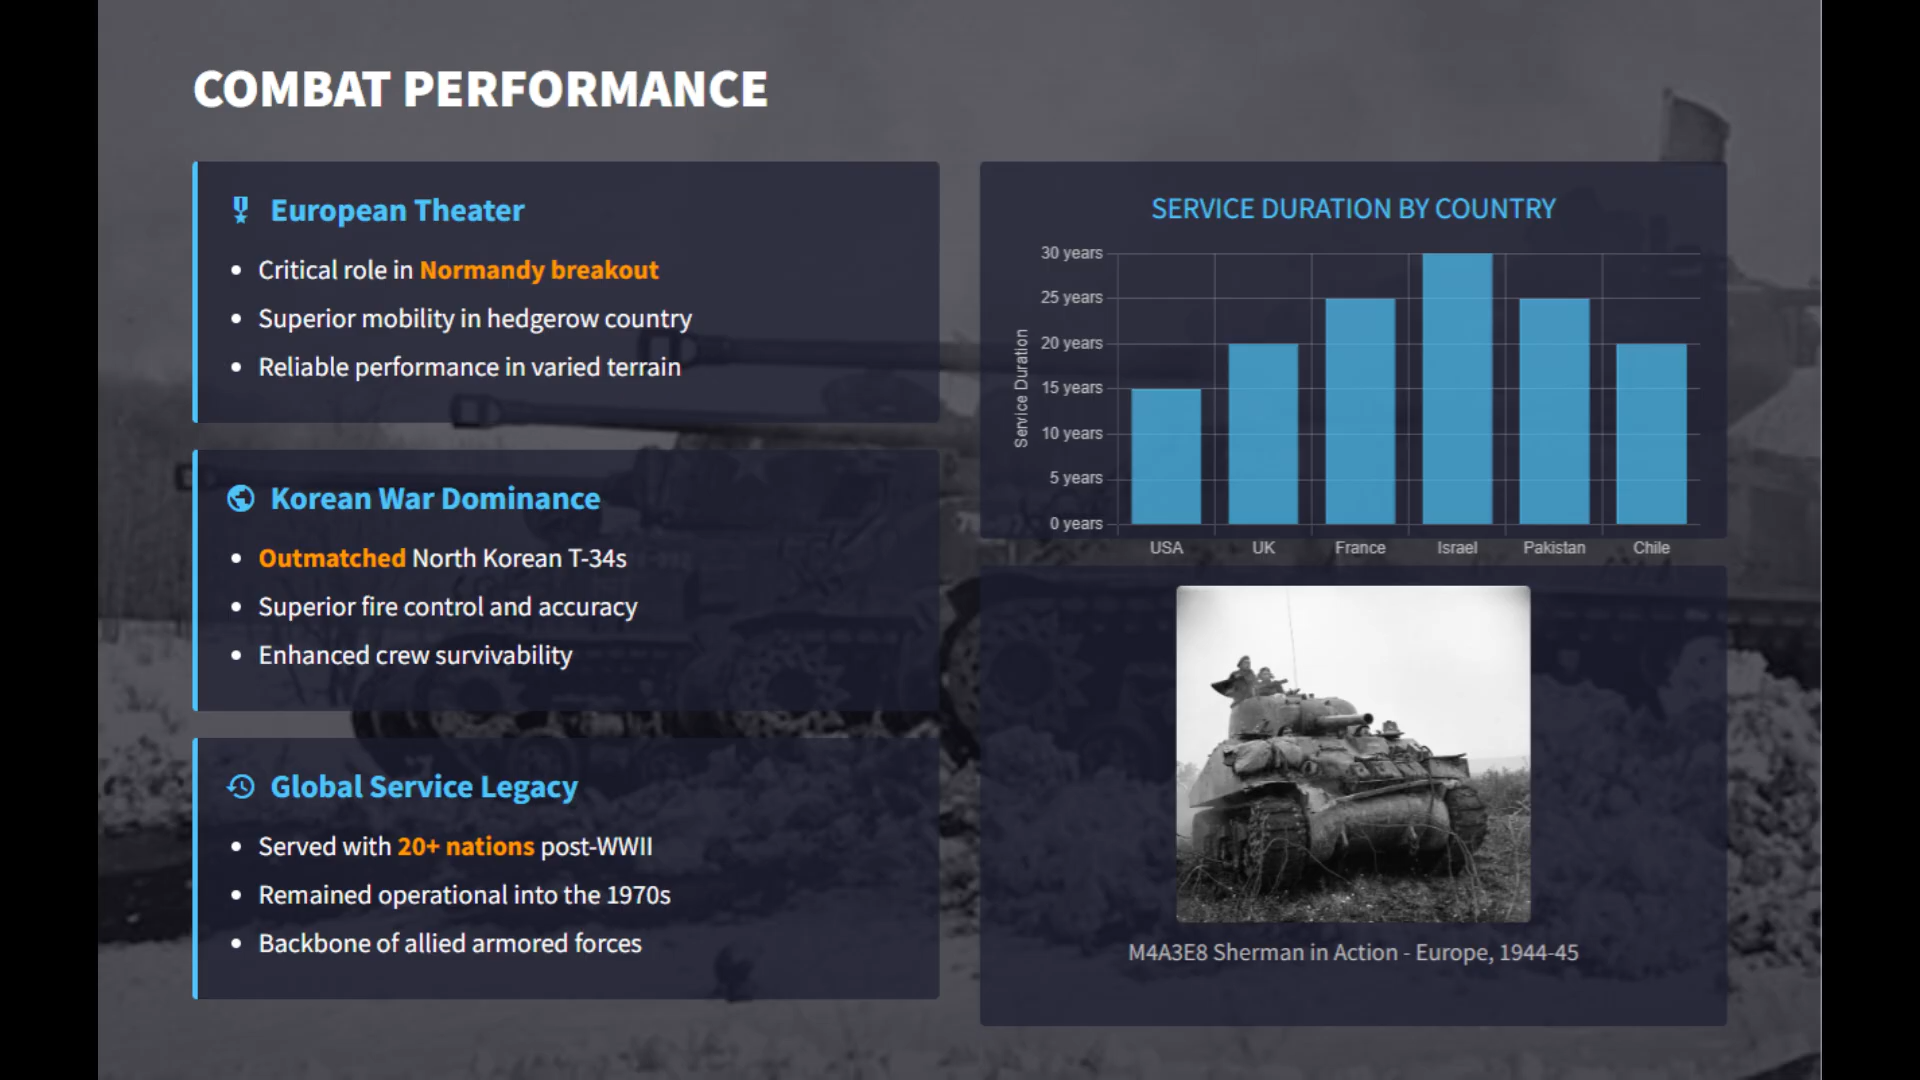 COMBAT PERFORMANCE
European Theater
Critical role in Normandy breakout
Superior mobility in hedgerow country
Reliable performance in varied terrain
Korean War Dominance
Outmatched North Korean T-34s
Superior fire control and accuracy
Enhanced crew survivability
Global Service Legacy
Served with 20+ nations post-WWII
Remained operational into the 1970s
Backbone of allied armored forces
SERVICE DURATION BY COUNTRY
Service Duration
30 years
25 years
20 years
15 years
10 years
5 years
0 years
USA UK France Israel Pakistan Chile
M4A3E8 Sherman in Action - Europe, 1944-45